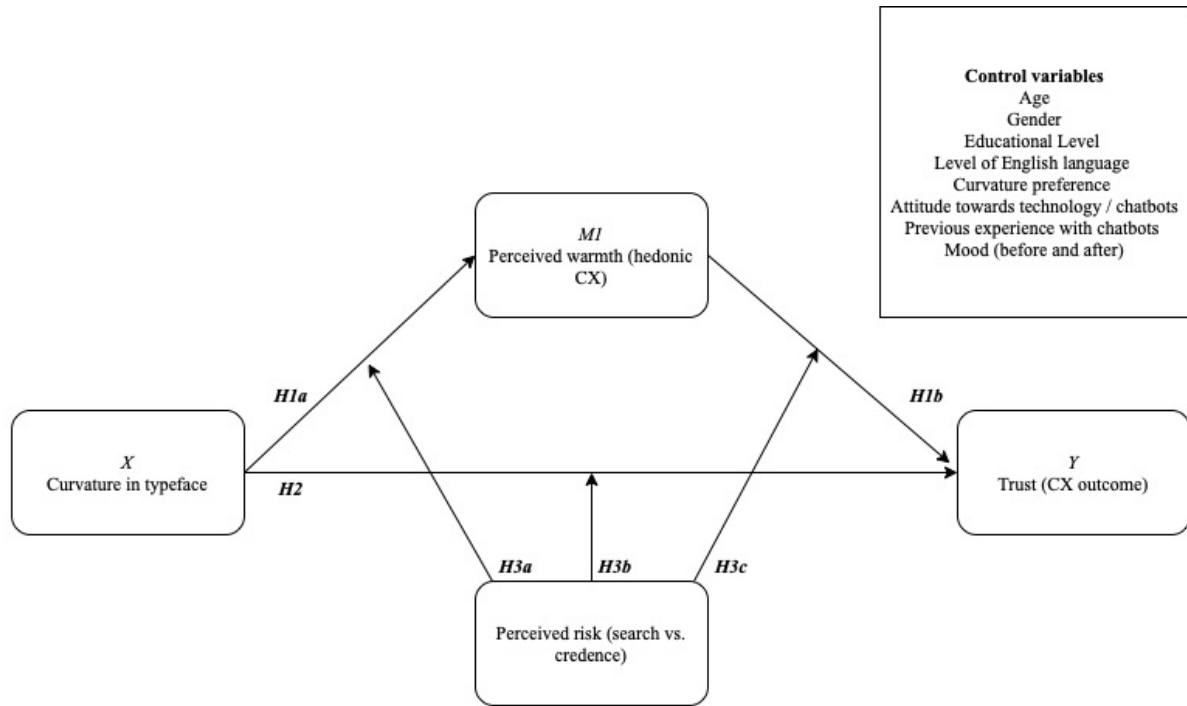 Control variables
Age
Gender
Educational Level
Level of English language
Curvature preference
Attitude towards technology / chatbots
Previous experience with chatbots
Mood (before and after)
M1
Perceived warmth (hedonic
CX)
H1a
H1b
X
Curvature in typeface
H2
Y
Trust (CX outcome)
H3a
H3b
H3c
Perceived risk (search vs.
credence)